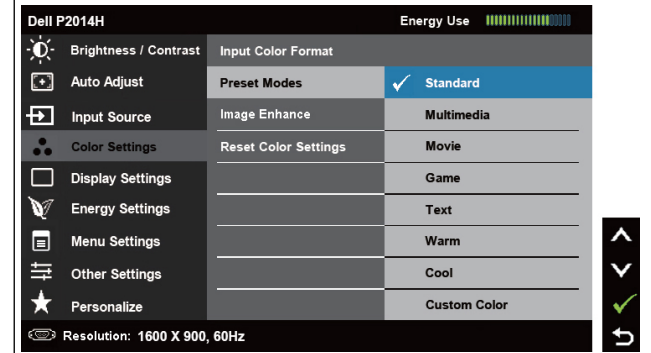 Dell P2014H Energy Use
Brightness / Contrast Input Color Format
Auto Adjust Preset Modes Standard
Input Source Image Enhance Multimedia
Color Settings Reset Color Settings Movie
Display Settings Game
Energy Settings Text
Menu Settings Warm
Other Settings Cool
Personalize Custom Color
Resolution: 1600 X 900, 60Hz